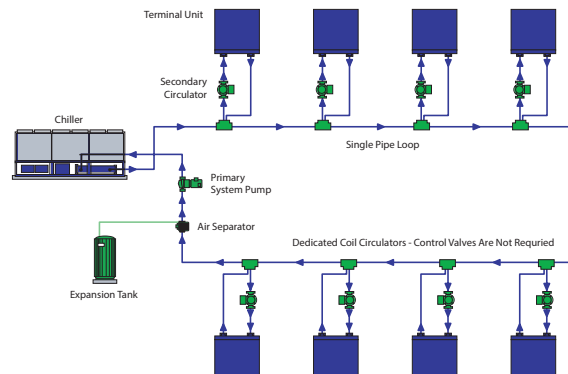 Terminal Unit
Secondary
Circulator
Chiller
Single Pipe Loop
Primary
System Pump
Air Separator
Dedicated Coil Circulators - Control Valves Are Not Requried
Expansion Tank